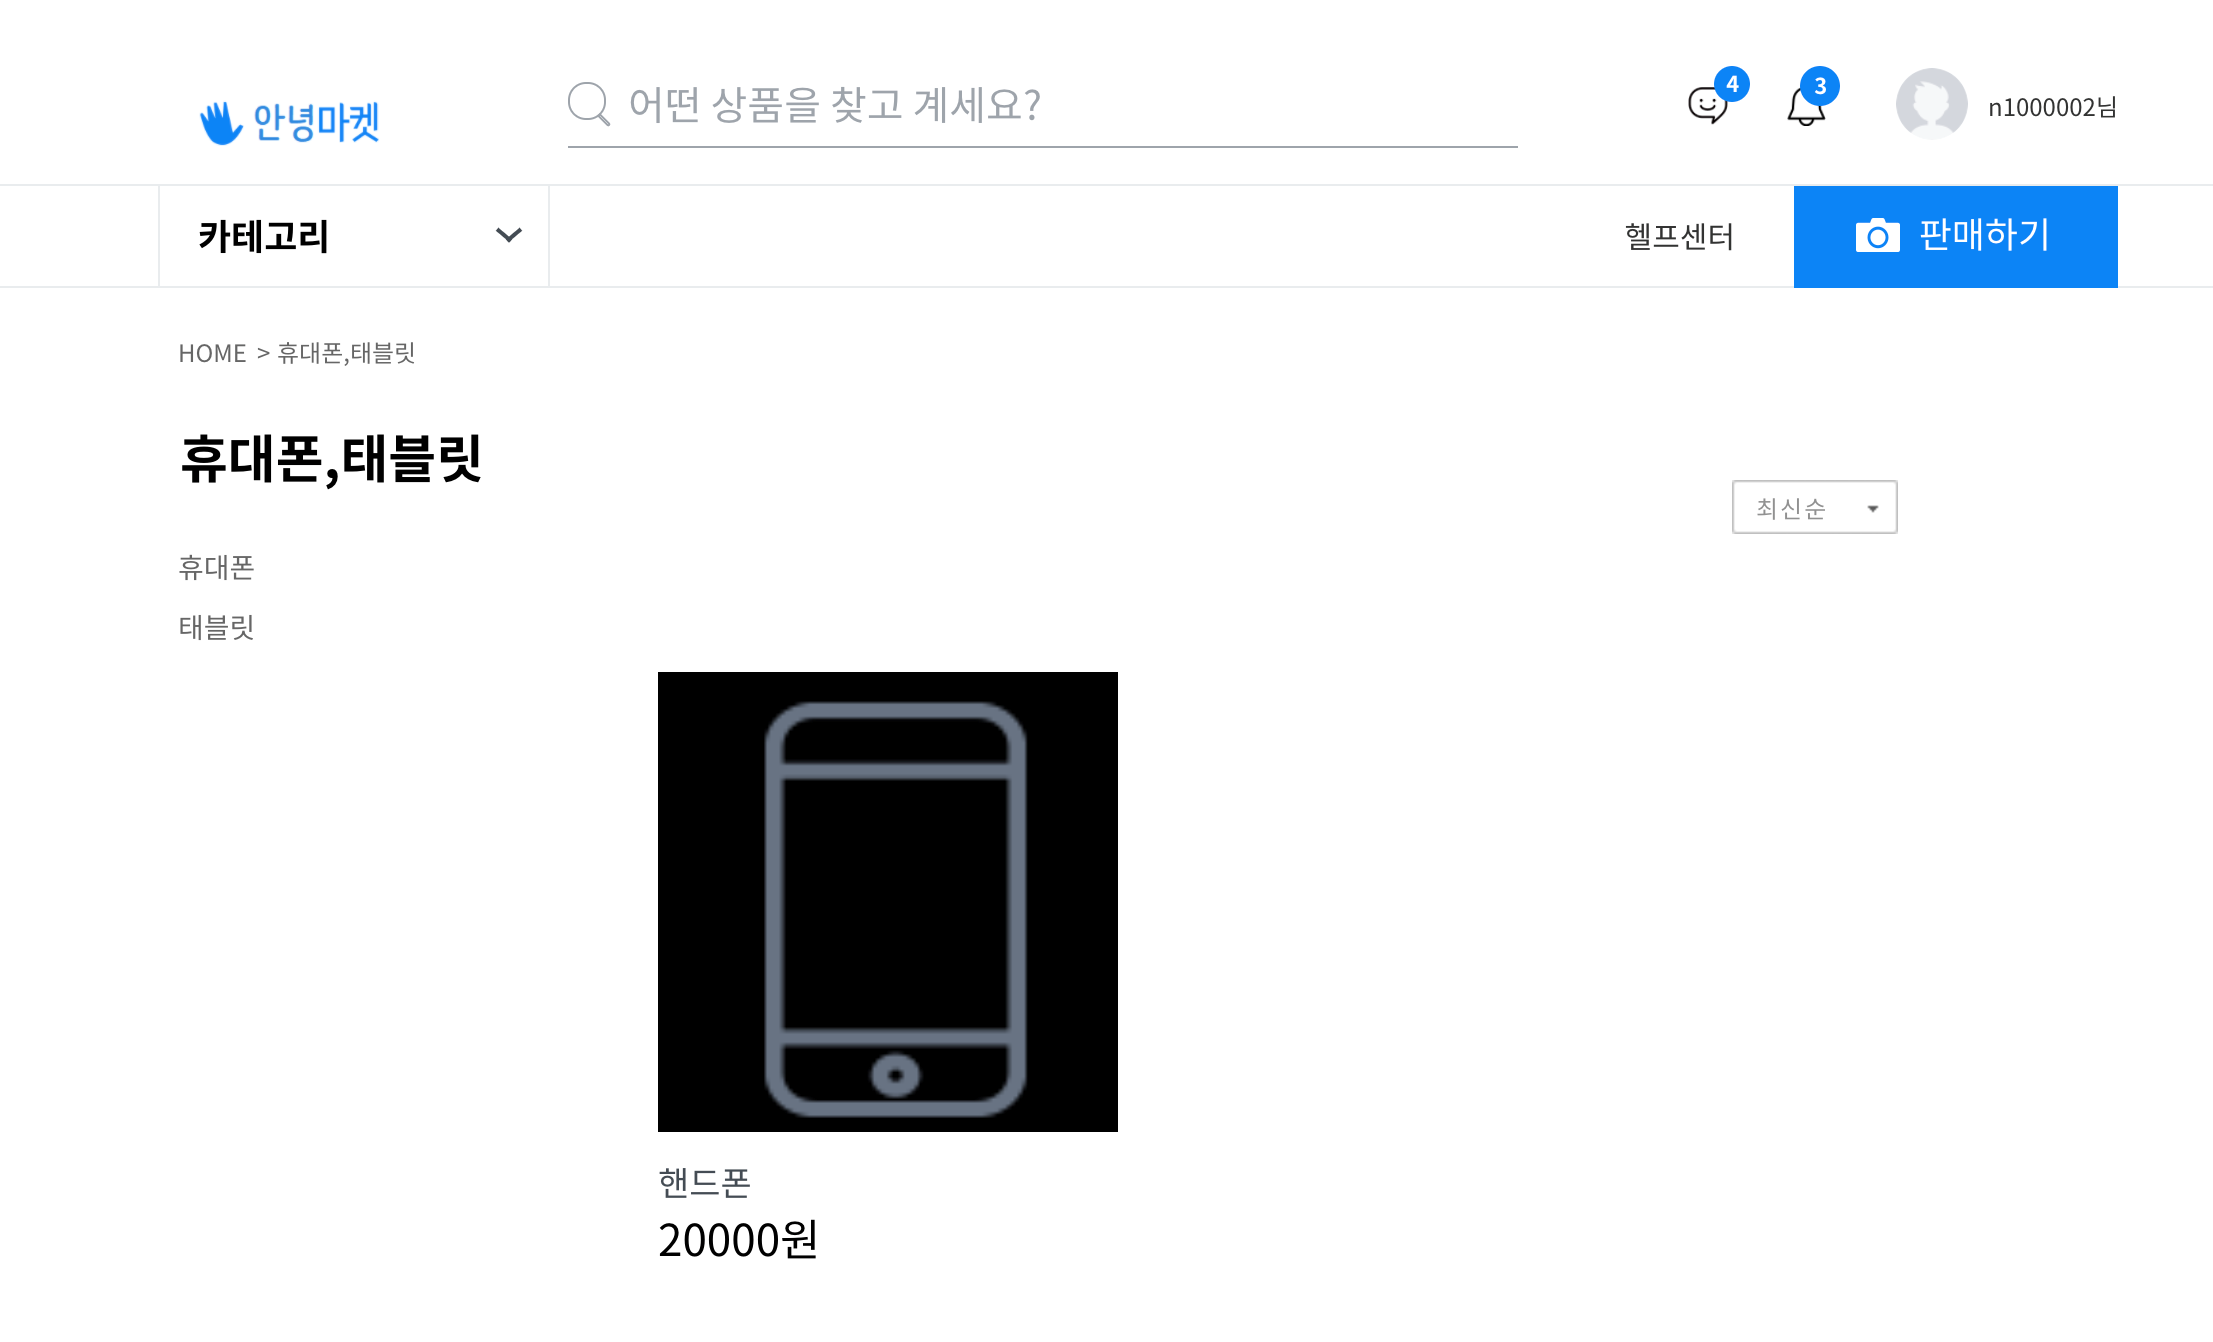 안녕마켓
어떤 상품을 찾고 계세요?
4
3
n1000002님
카테고리
헬프센터
판매하기
HOME > 휴대폰,태블릿
휴대폰,태블릿
최신순
휴대폰
태블릿
핸드폰
20000원